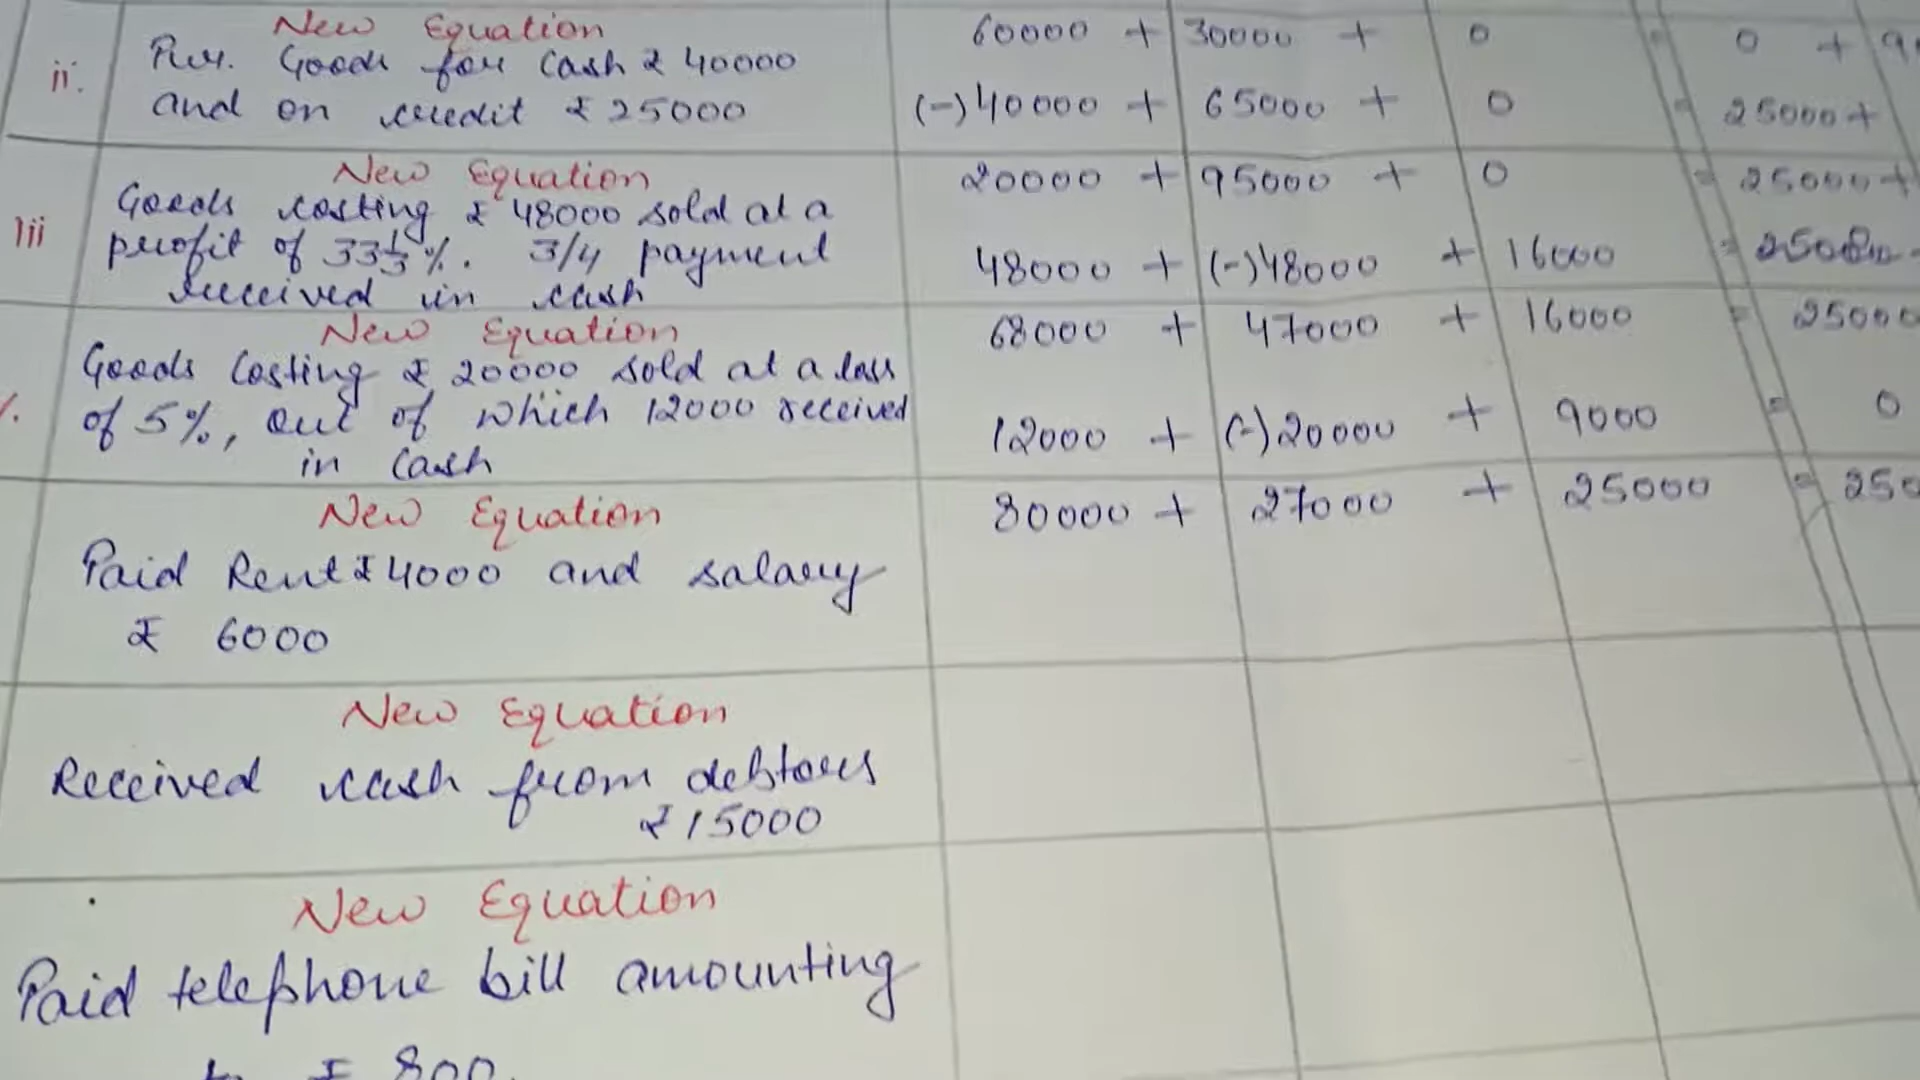 New Equation 60000 + 30000 + 0 = 0 + 9
ii. Pur. Goods for Cash ₹ 40000
and on credit ₹ 25000 (-)40000 + 65000 + 0 = 25000 +
New Equation 20000 + 95000 + 0 = 25000 +
iii Goods costing ₹ 48000 sold at a
profit of 33⅓%. 3/4 payment 48000 + (-)48000 + 16000 =
received in cash
New Equation 68000 + 47000 + 16000 = 25000
Goods Costing ₹ 20000 sold at a loss
of 5%, out of which 12000 received 12000 + (-)20000 + 9000 = 0
in cash
New Equation 80000 + 27000 + 25000 = 250
Paid Rent ₹ 4000 and salary
₹ 6000
New Equation
Received cash from debtors
₹ 15000
New Equation
Paid telephone bill amounting
to ₹ 800.